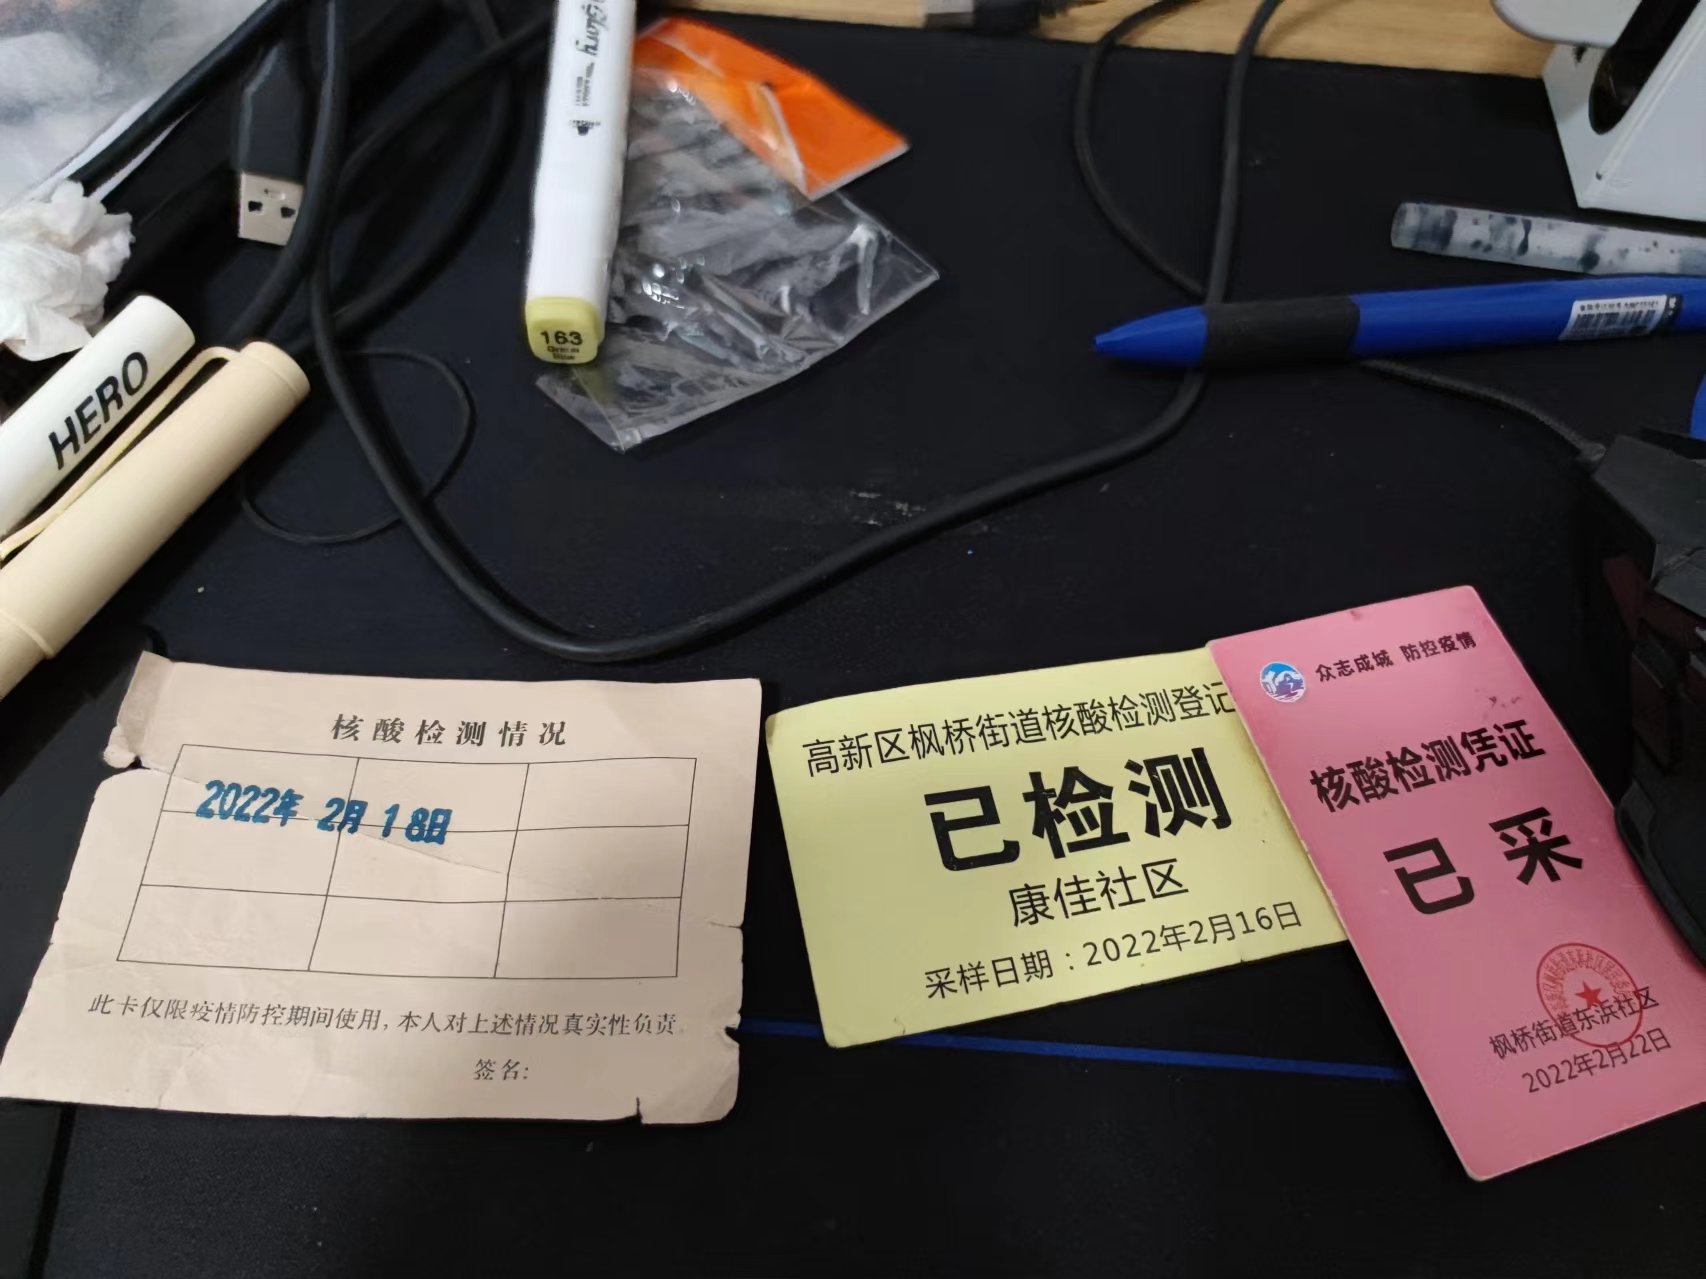 163
HERO
核酸检测情况
2022年 2月 18日
此卡仅限疫情防控期间使用,本人对上述情况真实性负责。
签名:
高新区枫桥街道核酸检测登记
已检测
康佳社区
采样日期：2022年2月16日
众志成城 防控疫情
核酸检测凭证
已采
枫桥街道东浜社区
2022年2月22日